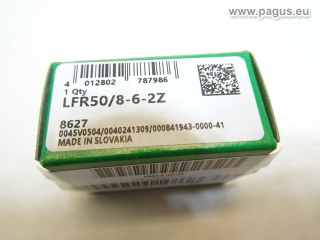 www.pagus.eu
4 012802 787986
1 Qty
LFR50/8-6-2Z
8627
0045V0504/0040241309/000841943-0000-41
MADE IN SLOVAKIA